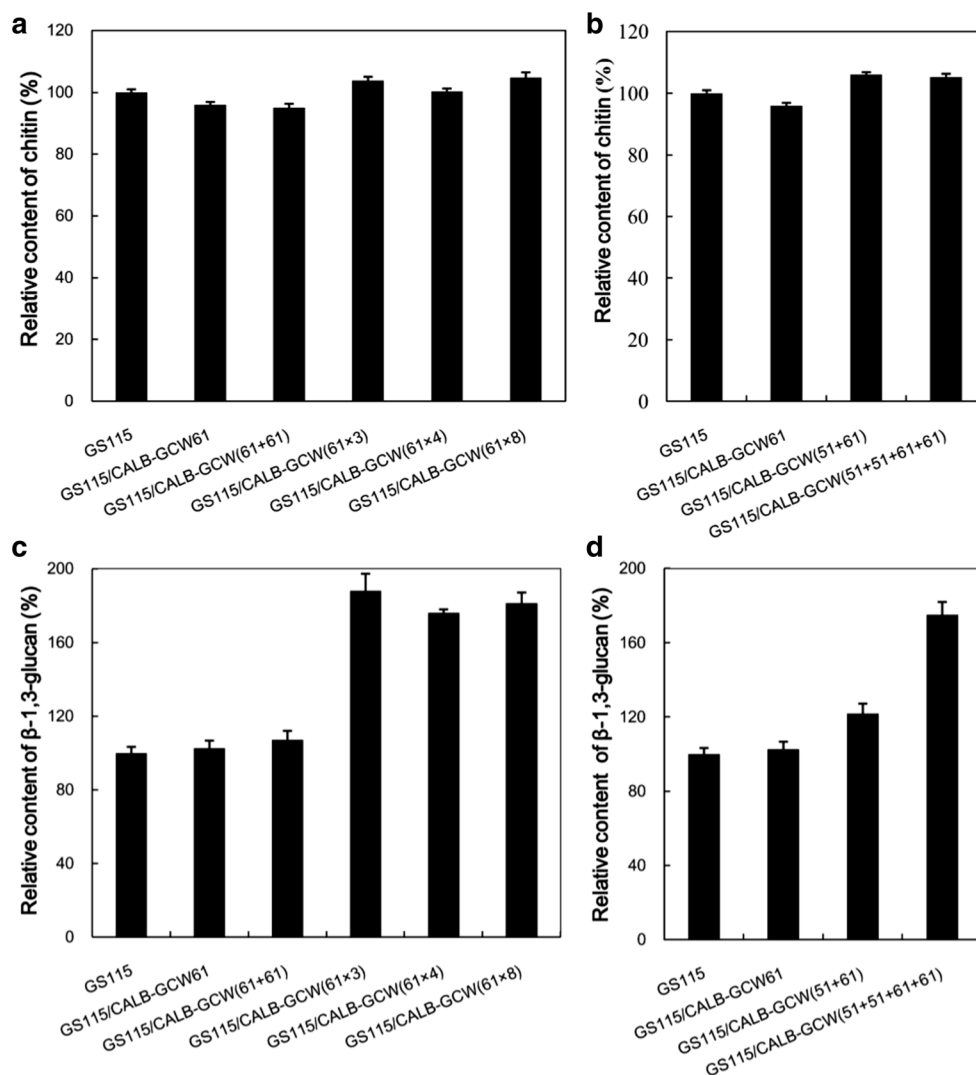 a
Relative content of chitin (%)
120
100
80
60
40
20
0
GS115
GS115/CALB-GCW61
GS115/CALB-GCW(61+61)
GS115/CALB-GCW(61×3)
GS115/CALB-GCW(61×4)
GS115/CALB-GCW(61×8)
b
Relative content of chitin (%)
120
100
80
60
40
20
0
GS115
GS115/CALB-GCW61
GS115/CALB-GCW(51+61)
GS115/CALB-GCW(51+51+61+61)
c
Relative content of β-1,3-glucan (%)
200
160
120
80
40
0
GS115
GS115/CALB-GCW61
GS115/CALB-GCW(61+61)
GS115/CALB-GCW(61×3)
GS115/CALB-GCW(61×4)
GS115/CALB-GCW(61×8)
d
Relative content of β-1,3-glucan (%)
200
160
120
80
40
0
GS115
GS115/CALB-GCW61
GS115/CALB-GCW(51+61)
GS115/CALB-GCW(51+51+61+61)